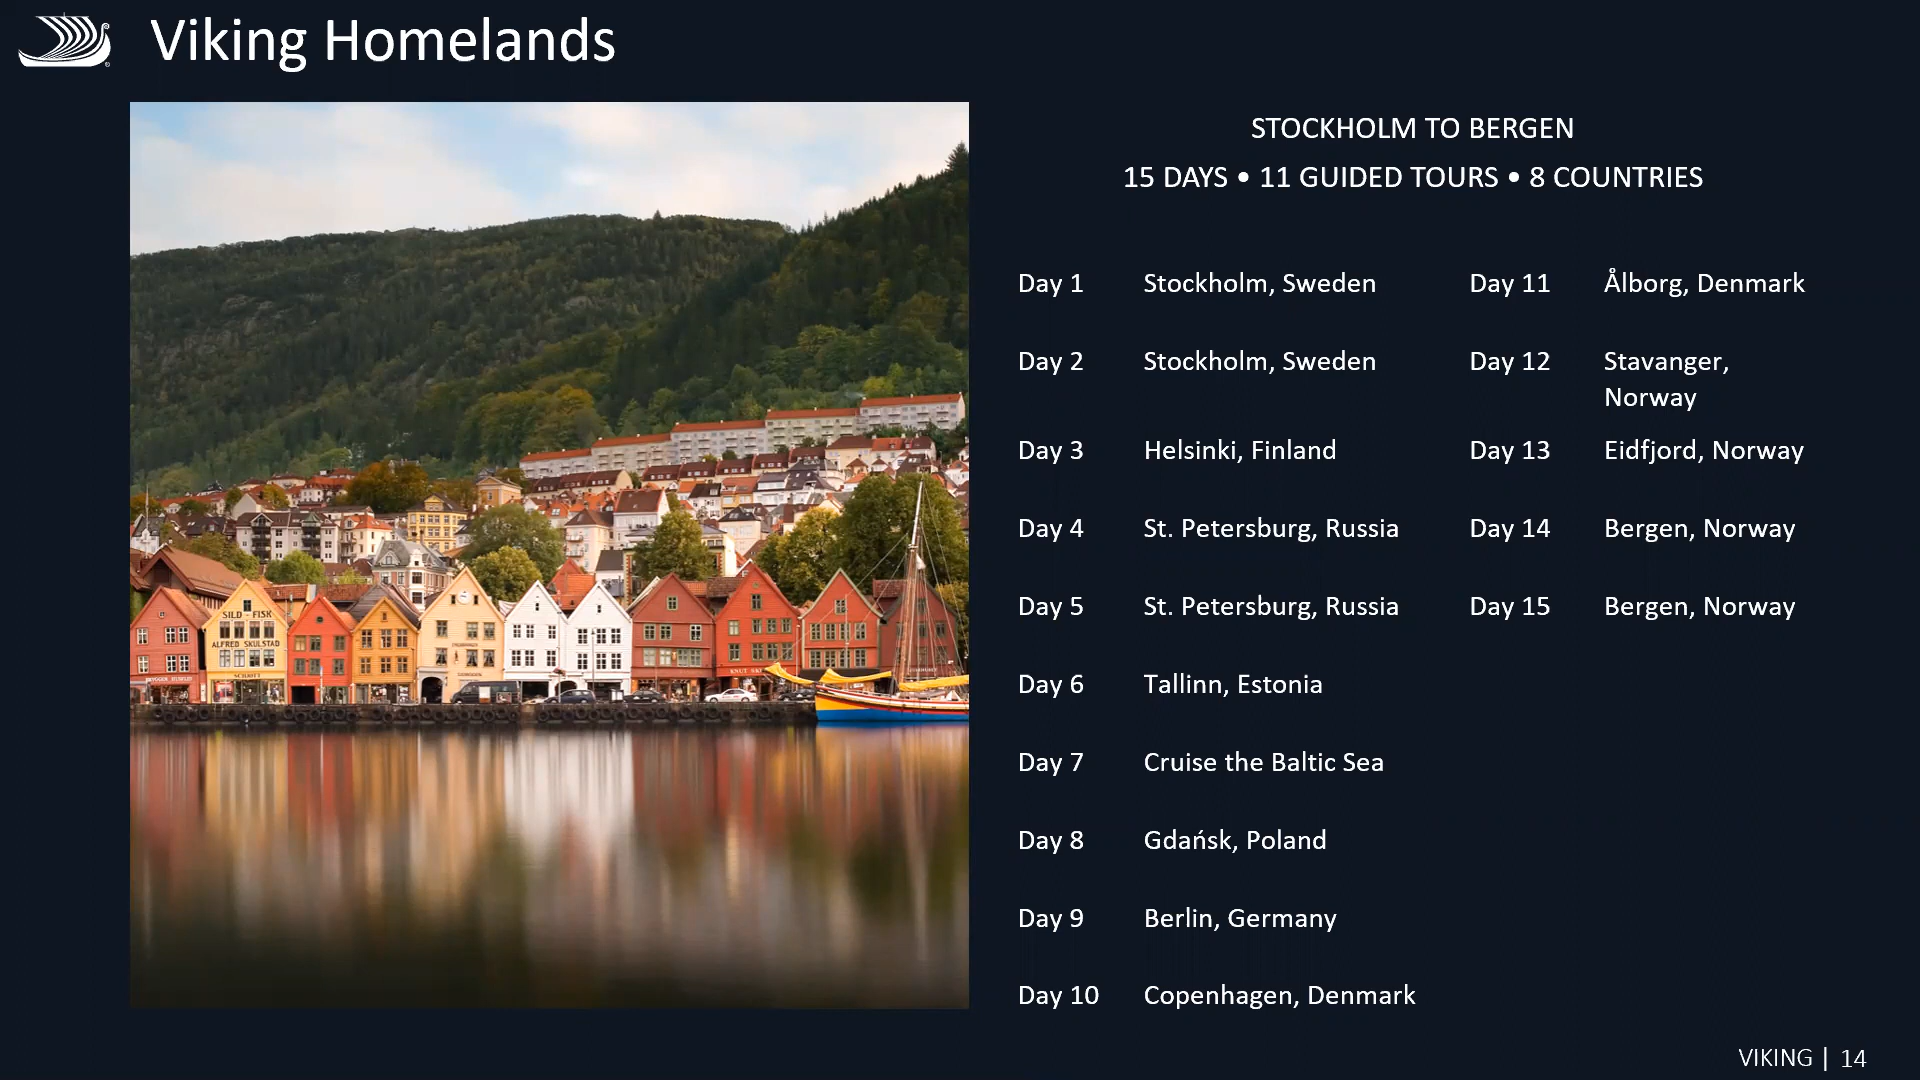 Viking Homelands
STOCKHOLM TO BERGEN
15 DAYS • 11 GUIDED TOURS • 8 COUNTRIES
Day 1 Stockholm, Sweden
Day 2 Stockholm, Sweden
Day 3 Helsinki, Finland
Day 4 St. Petersburg, Russia
Day 5 St. Petersburg, Russia
Day 6 Tallinn, Estonia
Day 7 Cruise the Baltic Sea
Day 8 Gdańsk, Poland
Day 9 Berlin, Germany
Day 10 Copenhagen, Denmark
Day 11 Ålborg, Denmark
Day 12 Stavanger,
Norway
Day 13 Eidfjord, Norway
Day 14 Bergen, Norway
Day 15 Bergen, Norway
SILD - FISK
ALFRED SKULSTAD
VIKING | 14